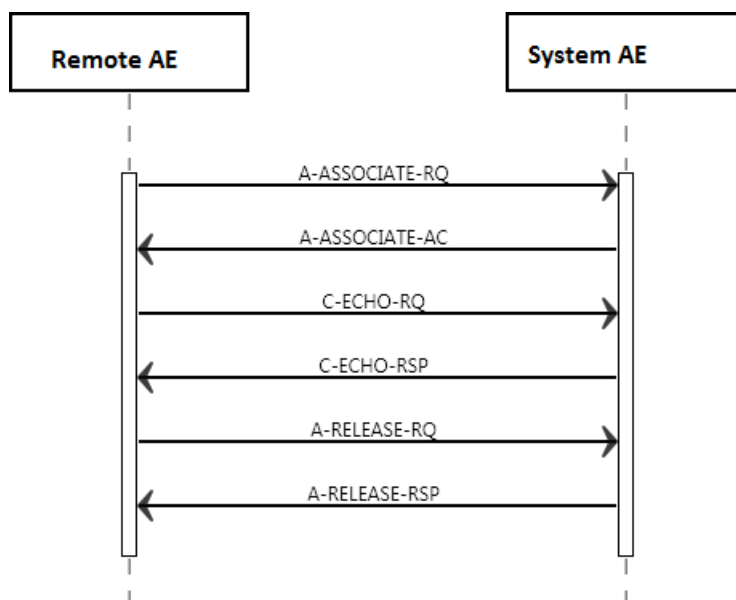 Remote AE
System AE
A-ASSOCIATE-RQ
A-ASSOCIATE-AC
C-ECHO-RQ
C-ECHO-RSP
A-RELEASE-RQ
A-RELEASE-RSP